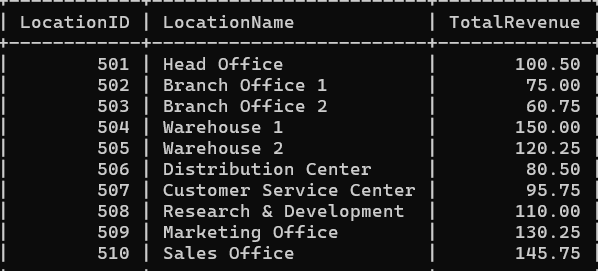 | LocationID | LocationName | TotalRevenue |
| 501 | Head Office | 100.50
| 502 | Branch Office 1 | 75.00
| 503 | Branch Office 2 | 60.75
| 504 | Warehouse 1 | 150.00
| 505 | Warehouse 2 | 120.25
| 506 | Distribution Center | 80.50
| 507 | Customer Service Center | 95.75
| 508 | Research & Development | 110.00
| 509 | Marketing Office | 130.25
| 510 | Sales Office | 145.75